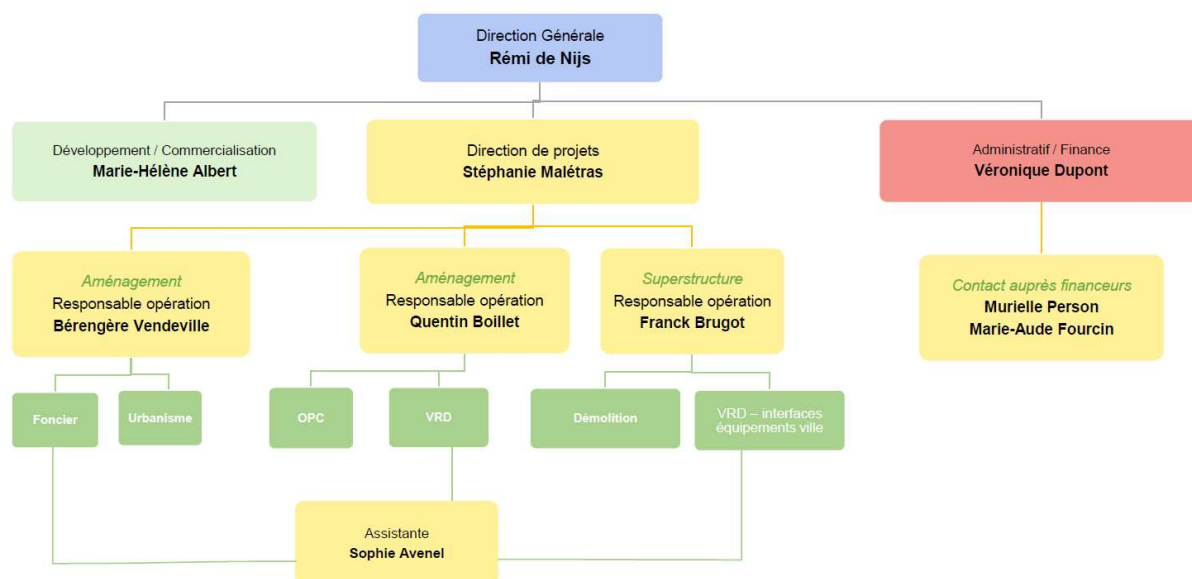 Direction Générale
Rémi de Nijs
Développement / Commercialisation
Marie-Hélène Albert
Direction de projets
Stéphanie Malétras
Administratif / Finance
Véronique Dupont
Aménagement
Responsable opération
Bérengère Vendeville
Aménagement
Responsable opération
Quentin Boillet
Superstructure
Responsable opération
Franck Brugot
Contact auprès financeurs
Murielle Person
Marie-Aude Fourcin
Foncier
Urbanisme
OPC
VRD
Démolition
VRD – interfaces
équipements ville
Assistante
Sophie Avenel